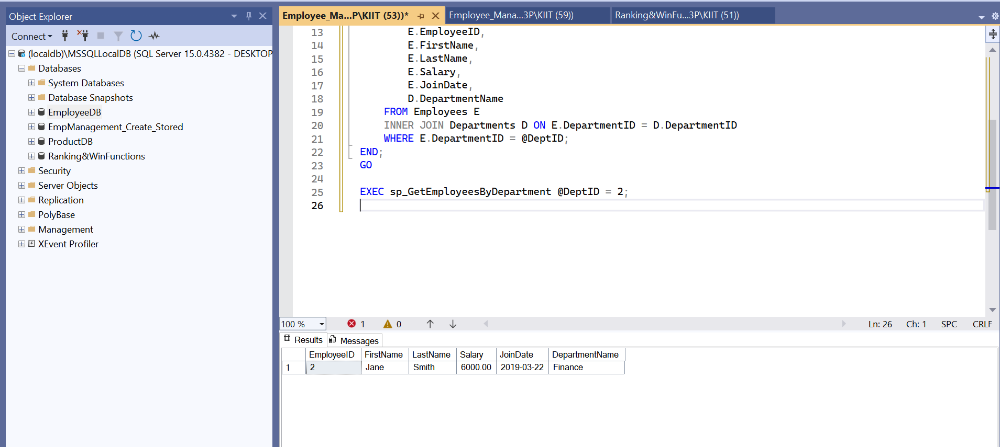 Object Explorer
Connect
(localdb)\MSSQLLocalDB (SQL Server 15.0.4382 - DESKTOP
Databases
System Databases
Database Snapshots
EmployeeDB
EmpManagement_Create_Stored
ProductDB
Ranking&WinFunctions
Security
Server Objects
Replication
PolyBase
Management
XEvent Profiler
Employee_Ma...P\KIIT (53))* Employee_Mana...3P\KIIT (59)) Ranking&WinFu...3P\KIIT (51))
13 E.EmployeeID,
14 E.FirstName,
15 E.LastName,
16 E.Salary,
17 E.JoinDate,
18 D.DepartmentName
19 FROM Employees E
20 INNER JOIN Departments D ON E.DepartmentID = D.DepartmentID
21 WHERE E.DepartmentID = @DeptID;
22 END;
23 GO
24
25 EXEC sp_GetEmployeesByDepartment @DeptID = 2;
26
100 % 1 0 Ln: 26 Ch: 1 SPC CRLF
Results Messages
EmployeeID FirstName LastName Salary JoinDate DepartmentName
1 2 Jane Smith 6000.00 2019-03-22 Finance